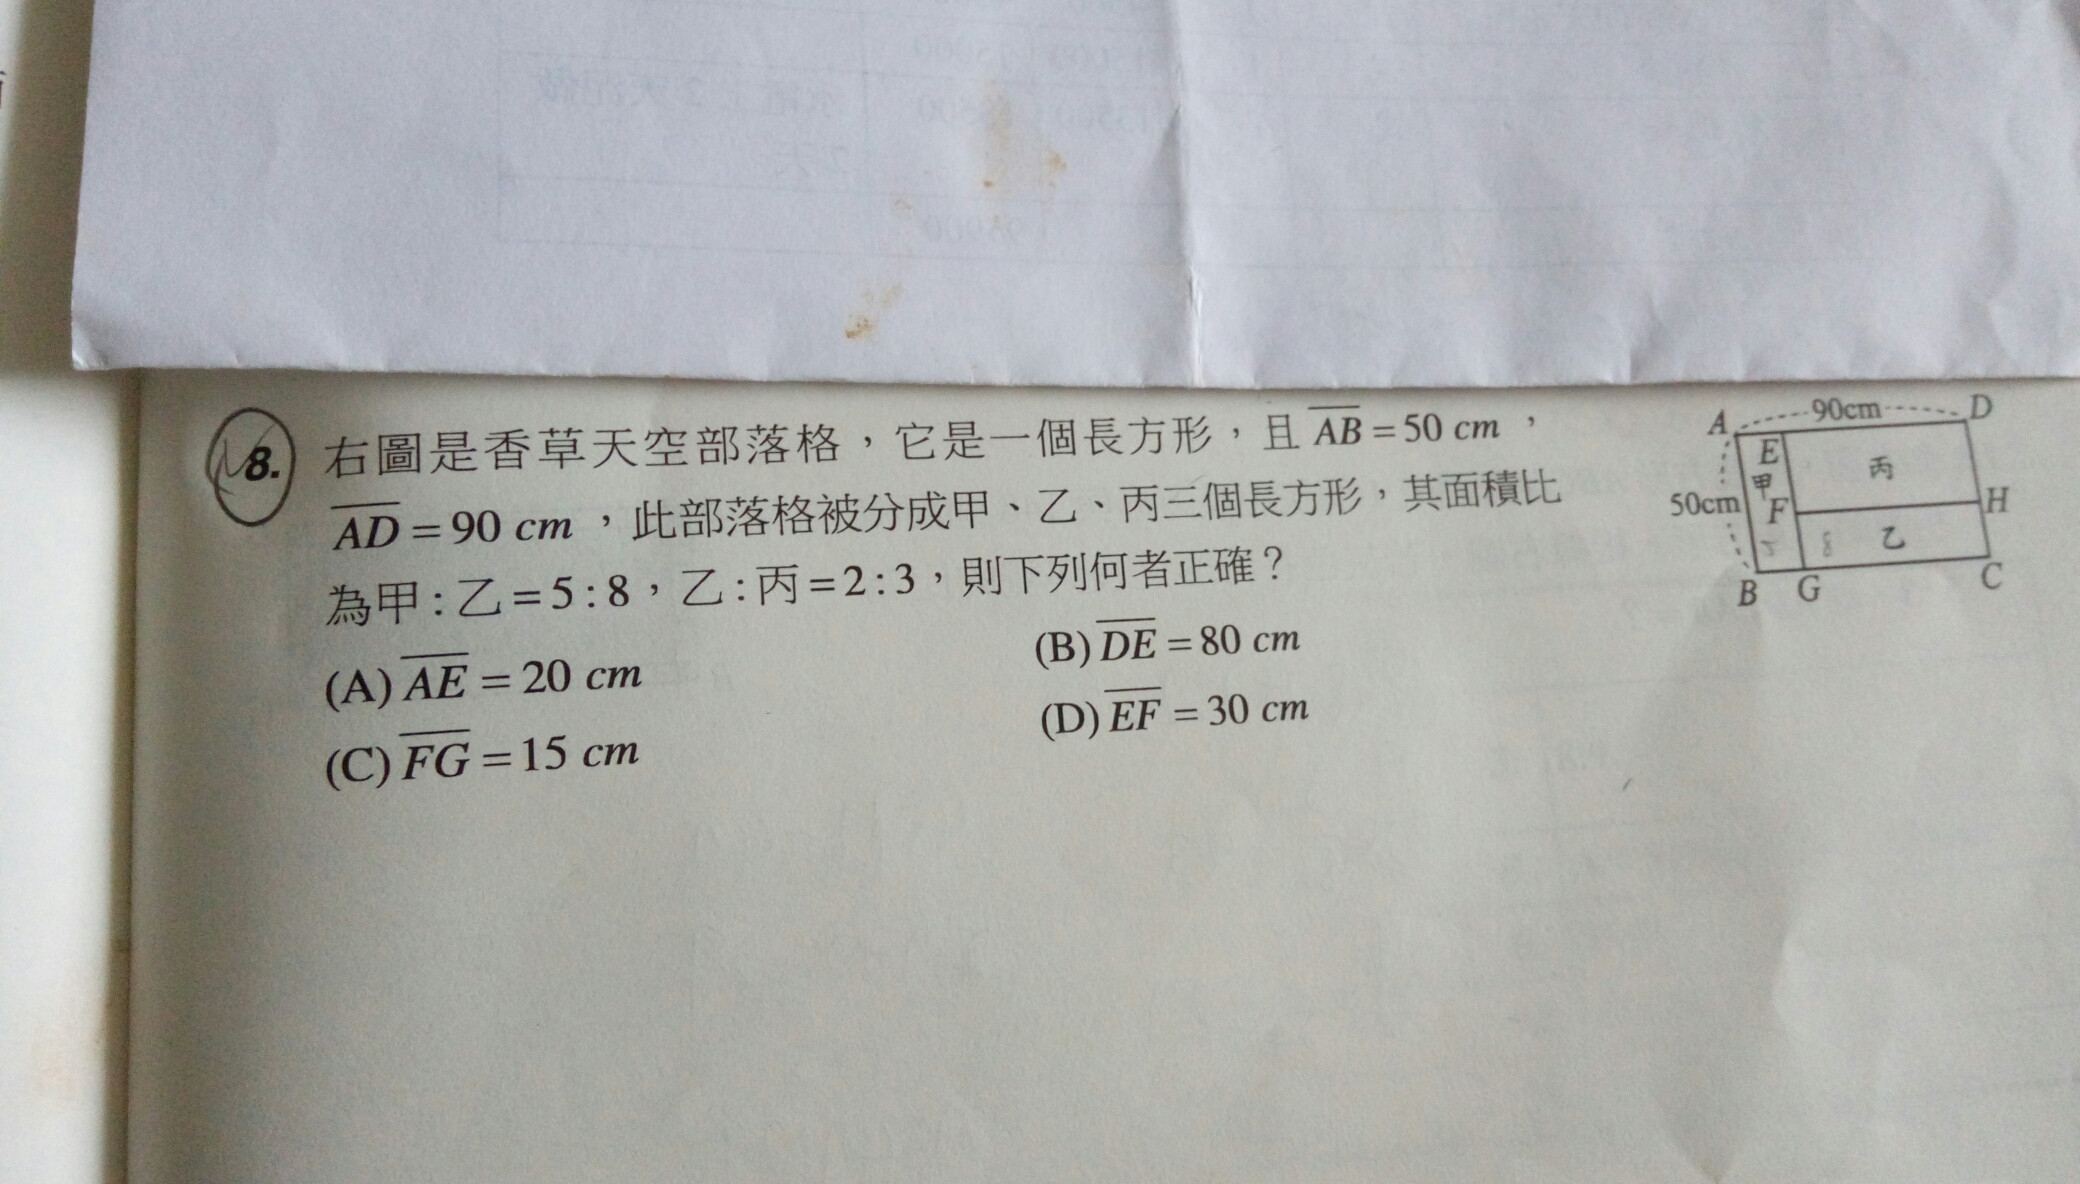 8. 右圖是香草天空部落格，它是一個長方形，且 AB = 50 cm，
AD = 90 cm，此部落格被分成甲、乙、丙三個長方形，其面積比
為甲：乙 = 5 : 8，乙：丙 = 2 : 3，則下列何者正確？
(A) AE = 20 cm (B) DE = 80 cm
(C) FG = 15 cm (D) EF = 30 cm
A 90cm D
E 丙
甲
50cm F H
8 乙
B G C